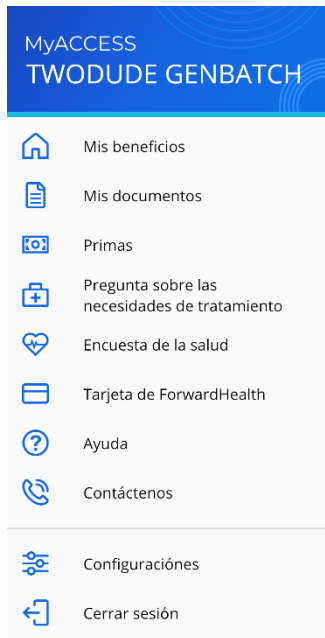 MyACCESS
TWODUDE GENBATCH
Mis beneficios
Mis documentos
Primas
Pregunta sobre las
necesidades de tratamiento
Encuesta de la salud
Tarjeta de ForwardHealth
Ayuda
Contáctenos
Configuraciónes
Cerrar sesión